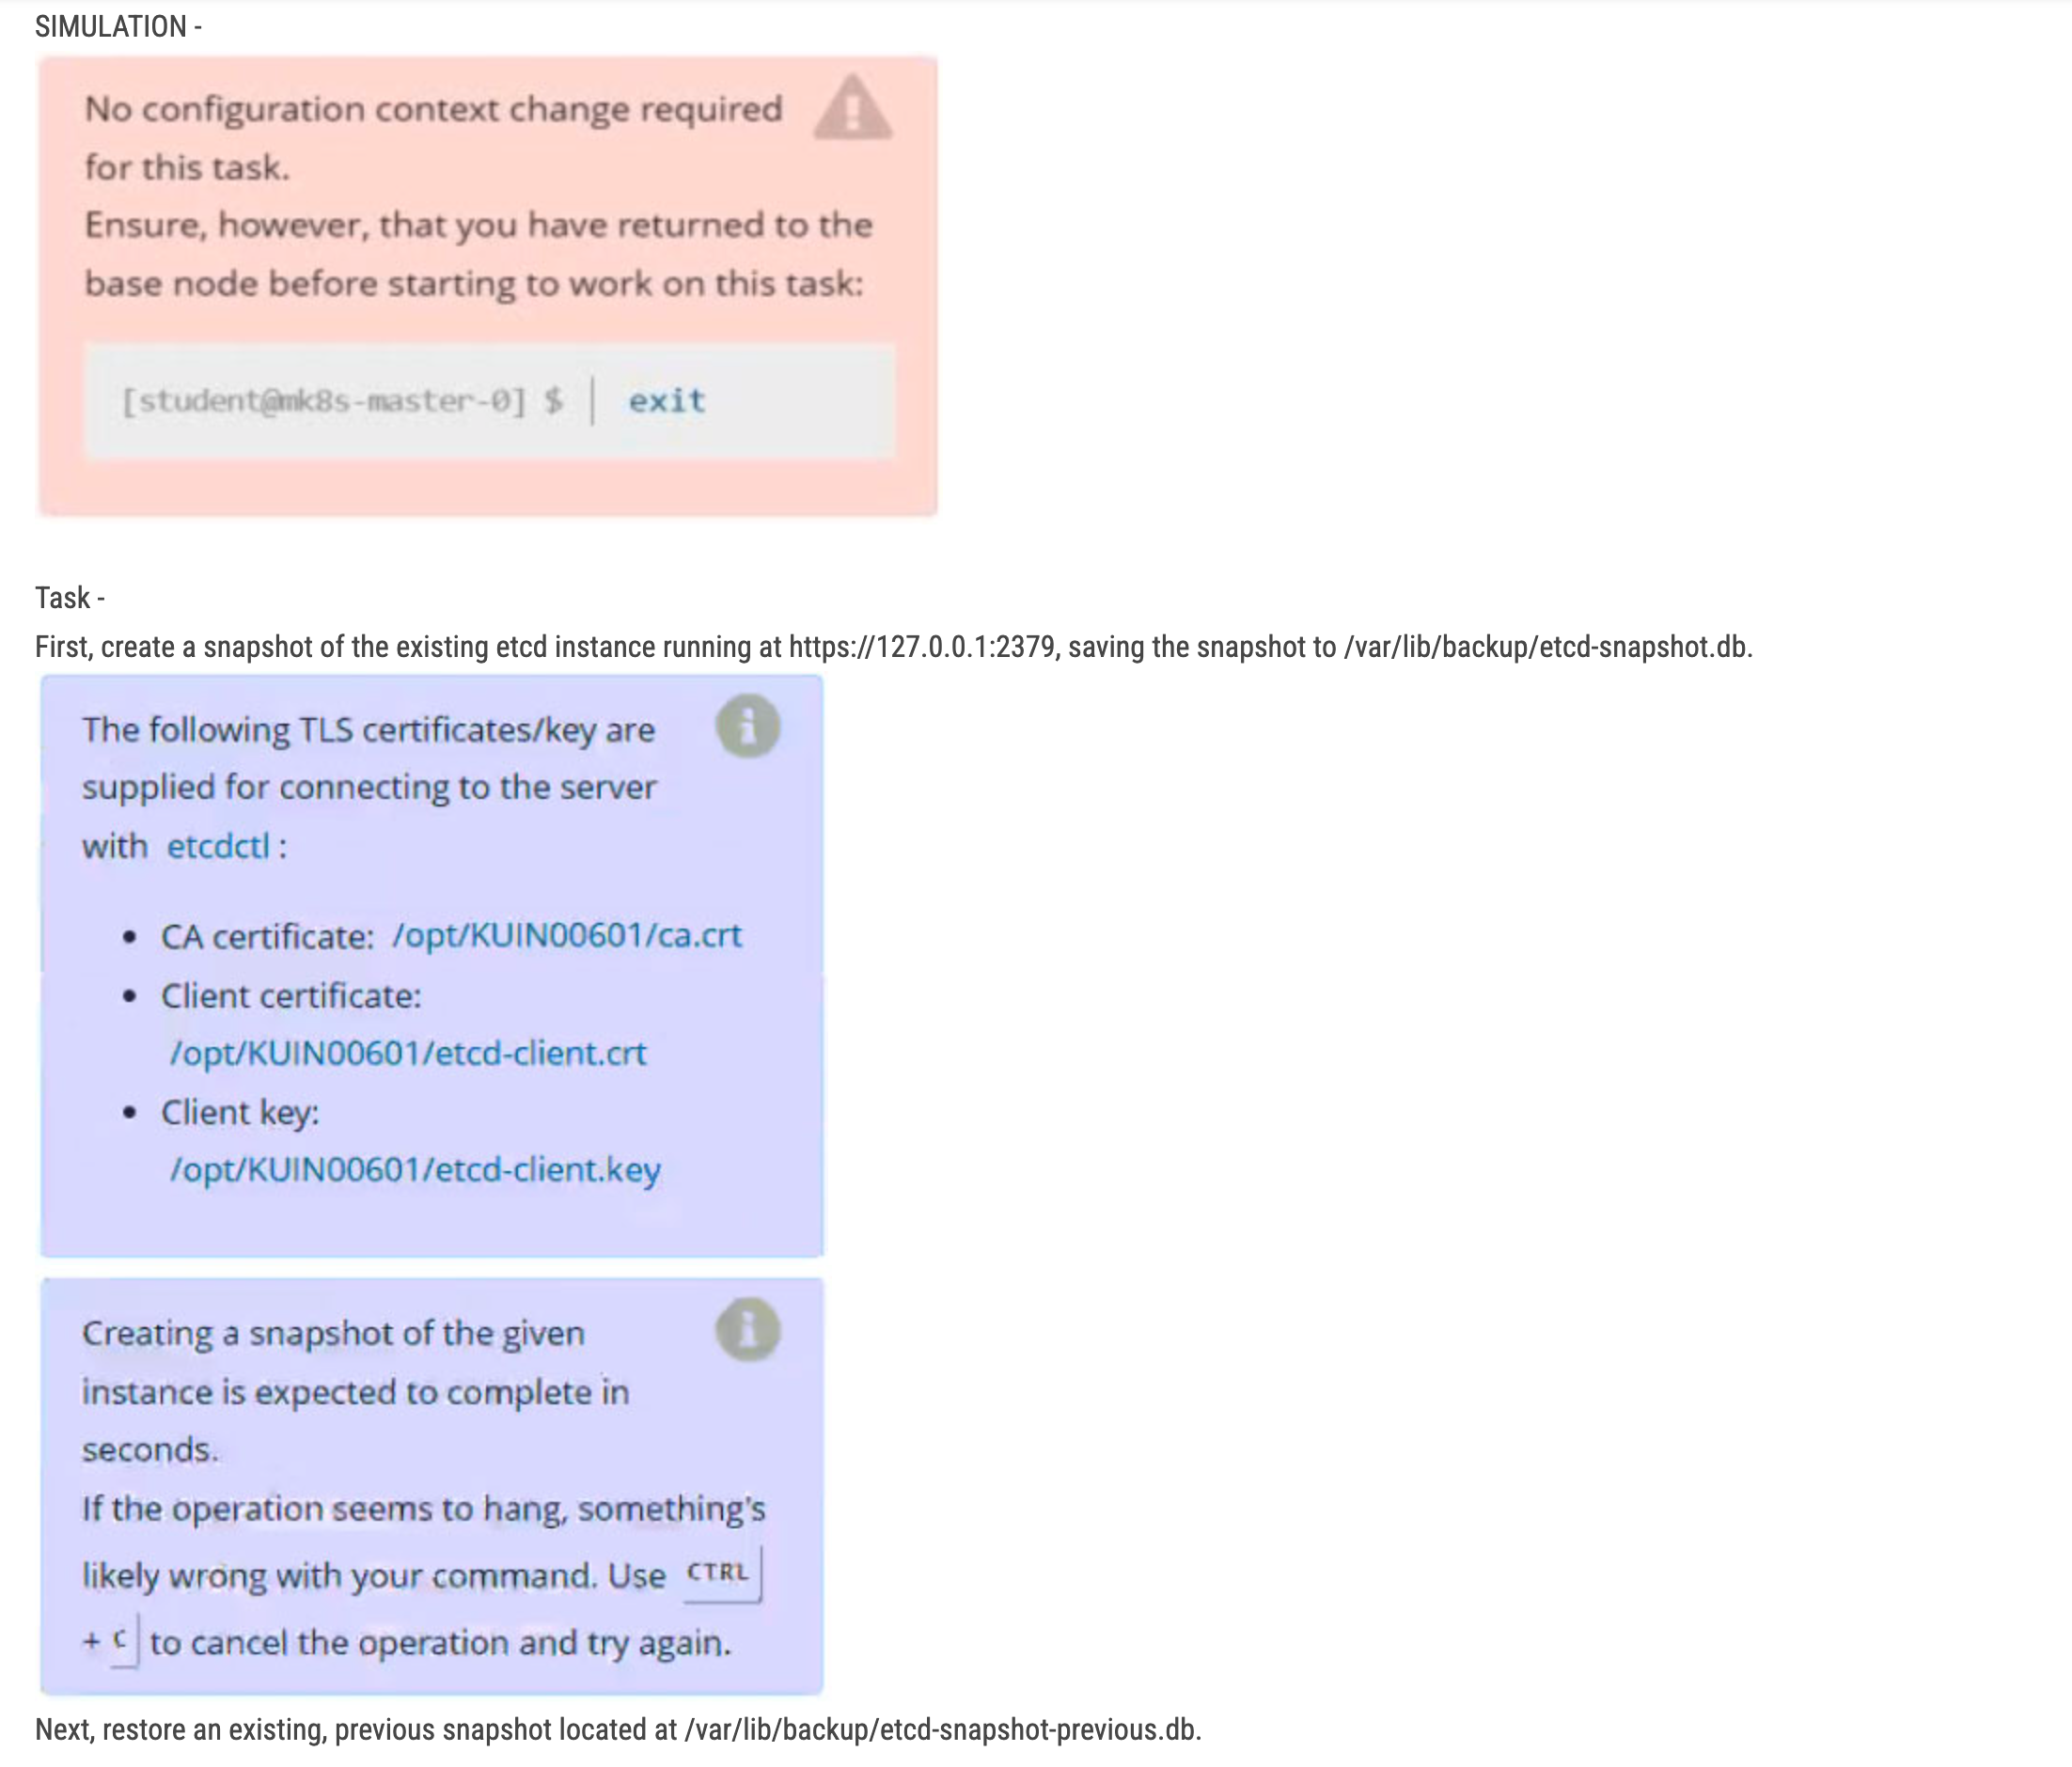 SIMULATION -
No configuration context change required
for this task.
Ensure, however, that you have returned to the
base node before starting to work on this task:
[student@mk8s-master-0] $ | exit
Task -
First, create a snapshot of the existing etcd instance running at https://127.0.0.1:2379, saving the snapshot to /var/lib/backup/etcd-snapshot.db.
The following TLS certificates/key are
supplied for connecting to the server
with etcdctl :
• CA certificate: /opt/KUIN00601/ca.crt
• Client certificate:
/opt/KUIN00601/etcd-client.crt
• Client key:
/opt/KUIN00601/etcd-client.key
Creating a snapshot of the given
instance is expected to complete in
seconds.
If the operation seems to hang, something's
likely wrong with your command. Use CTRL
+ C to cancel the operation and try again.
Next, restore an existing, previous snapshot located at /var/lib/backup/etcd-snapshot-previous.db.